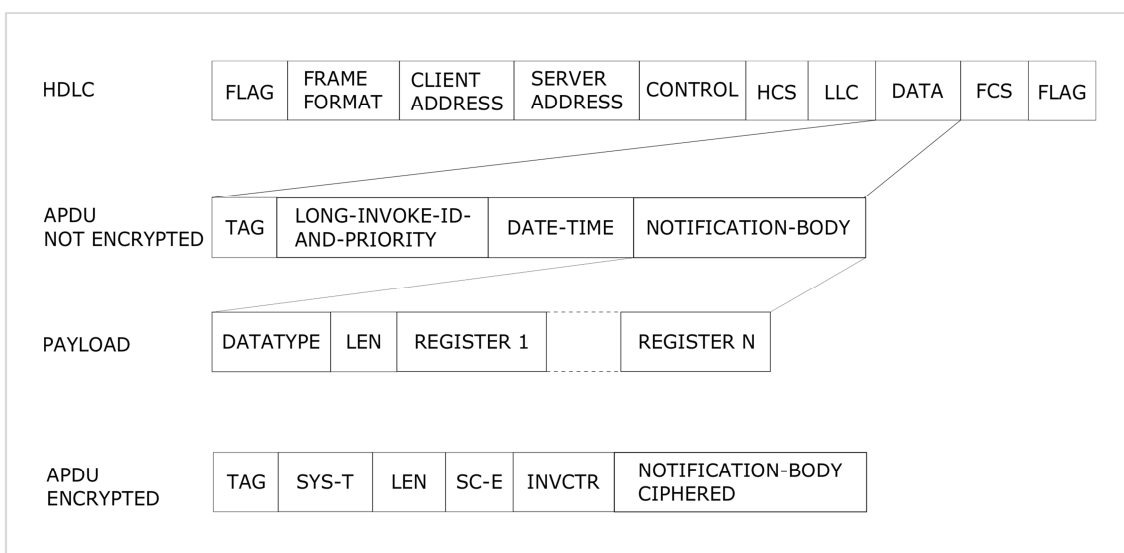 HDLC
FLAG
FRAME
FORMAT
CLIENT
ADDRESS
SERVER
ADDRESS
CONTROL
HCS
LLC
DATA
FCS
FLAG
APDU
NOT ENCRYPTED
TAG
LONG-INVOKE-ID-
AND-PRIORITY
DATE-TIME
NOTIFICATION-BODY
PAYLOAD
DATATYPE
LEN
REGISTER 1
REGISTER N
APDU
ENCRYPTED
TAG
SYS-T
LEN
SC-E
INVCTR
NOTIFICATION-BODY
CIPHERED